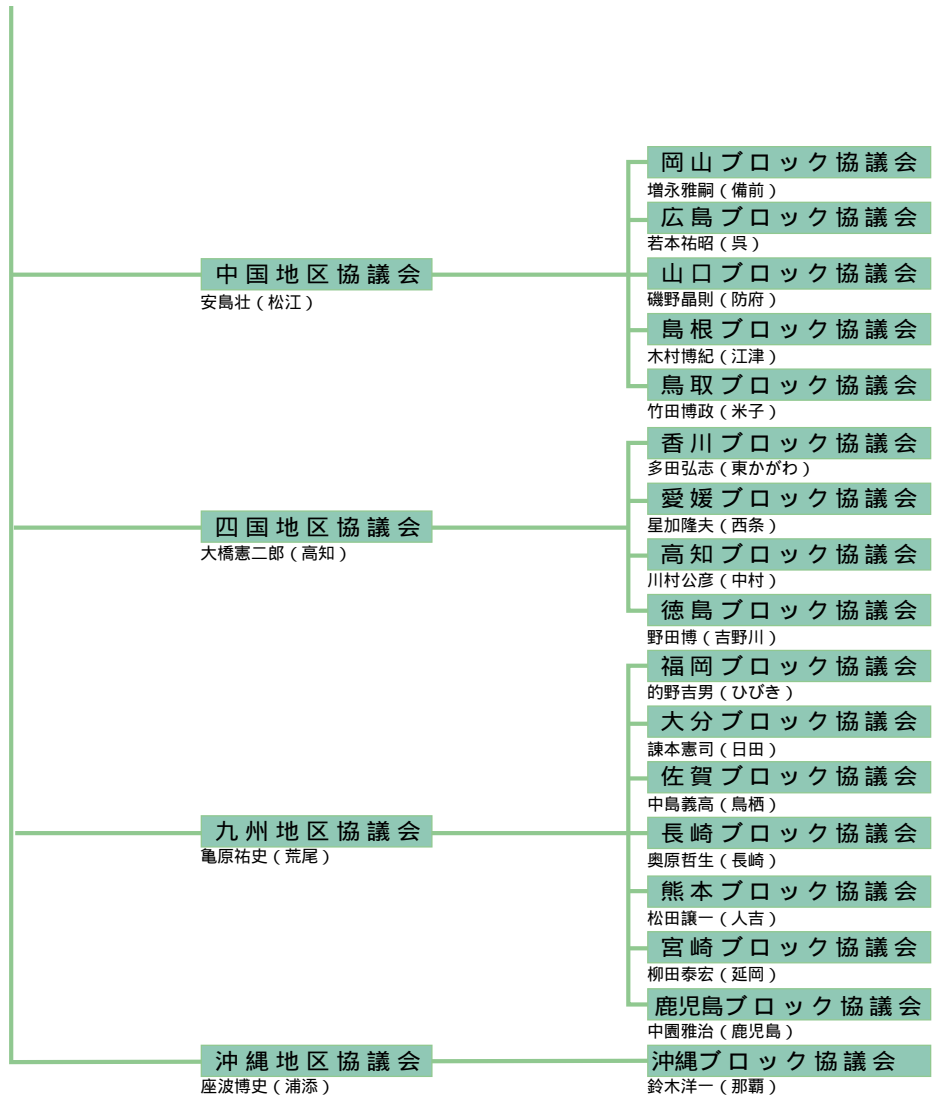 中国地区協議会
安島壮（松江）
岡山ブロック協議会
増永雅嗣（備前）
広島ブロック協議会
若本祐昭（呉）
山口ブロック協議会
磯野晶則（防府）
島根ブロック協議会
木村博紀（江津）
鳥取ブロック協議会
竹田博政（米子）
四国地区協議会
大橋憲二郎（高知）
香川ブロック協議会
多田弘志（東かがわ）
愛媛ブロック協議会
星加隆夫（西条）
高知ブロック協議会
川村公彦（中村）
徳島ブロック協議会
野田博（吉野川）
九州地区協議会
亀原祐史（荒尾）
福岡ブロック協議会
的野吉男（ひびき）
大分ブロック協議会
諌本憲司（日田）
佐賀ブロック協議会
中島義高（鳥栖）
長崎ブロック協議会
奥原哲生（長崎）
熊本ブロック協議会
松田譲一（人吉）
宮崎ブロック協議会
柳田泰宏（延岡）
鹿児島ブロック協議会
中園雅治（鹿児島）
沖縄地区協議会
座波博史（浦添）
沖縄ブロック協議会
鈴木洋一（那覇）